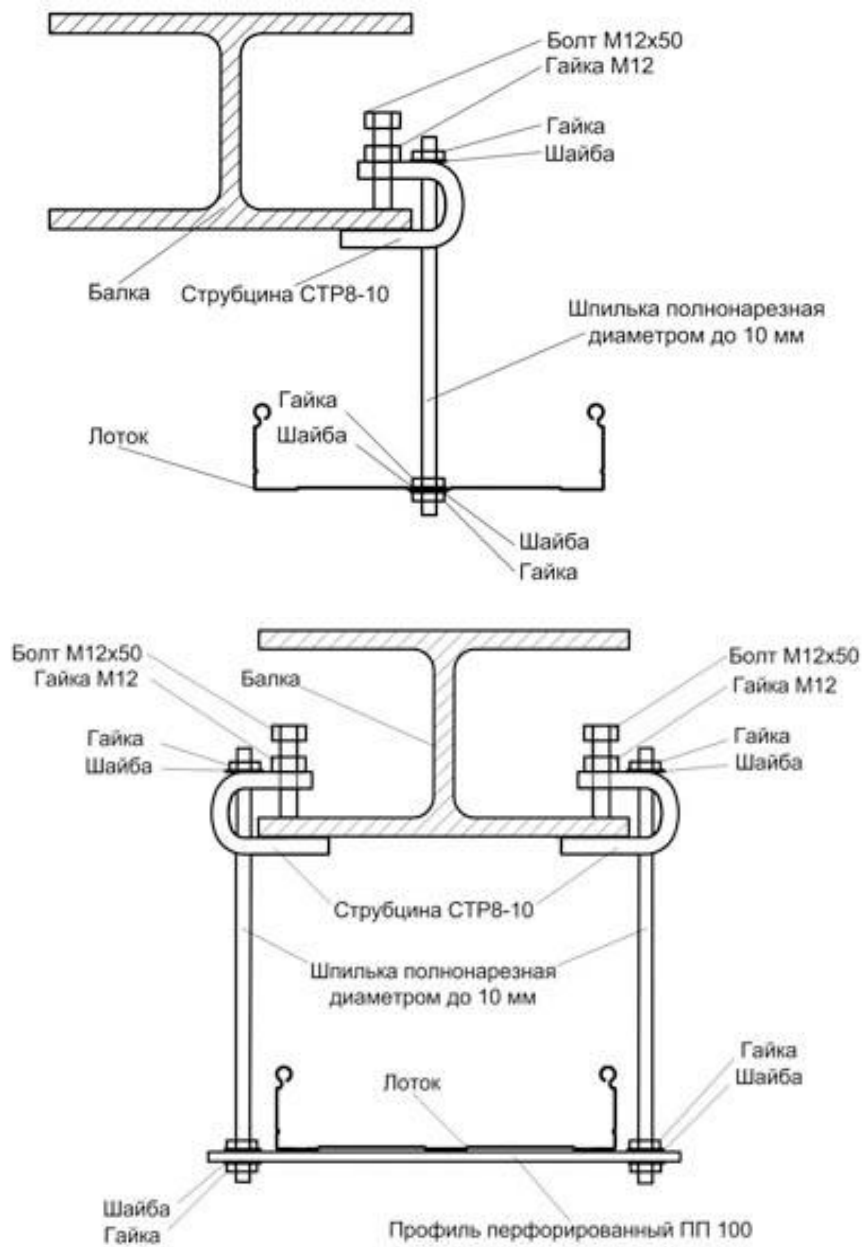 Болт М12х50
Гайка М12
Гайка
Шайба
Балка
Струбцина СТР8-10
Шпилька полнонарезная
диаметром до 10 мм
Гайка
Шайба
Лоток
Шайба
Гайка
Болт М12х50
Гайка М12
Балка
Болт М12х50
Гайка М12
Гайка
Шайба
Гайка
Шайба
Струбцина СТР8-10
Шпилька полнонарезная
диаметром до 10 мм
Лоток
Гайка
Шайба
Шайба
Гайка
Профиль перфорированный ПП 100